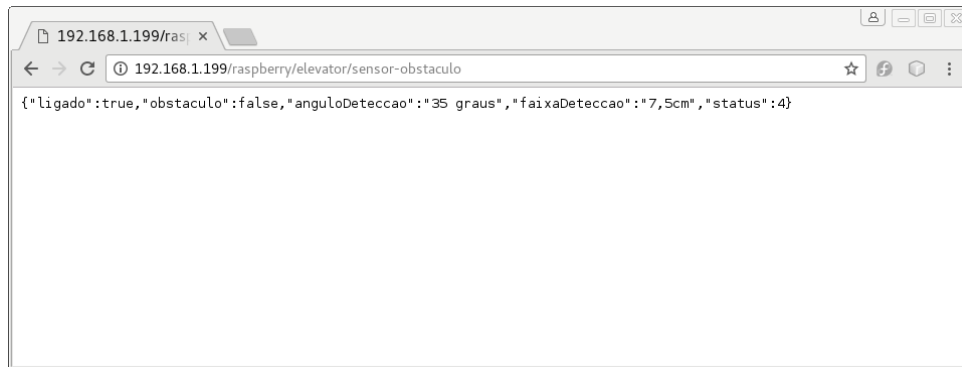 192.168.1.199/ras
192.168.1.199/raspberry/elevator/sensor-obstaculo
{"ligado":true,"obstaculo":false,"anguloDeteccao":"35 graus","faixaDeteccao":"7,5cm","status":4}